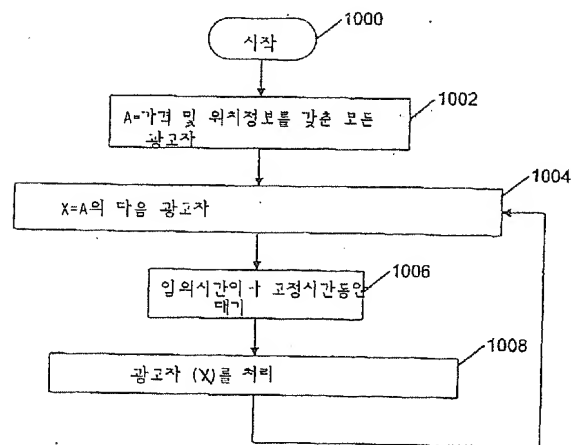 1000
시작
1002
A=가격 및 위치정보를 갖춘 모든
광고자
1004
X=A의 다음 광고자
1006
임의시간이나 고정시간동안
대기
1008
광고자 (X)를 처리